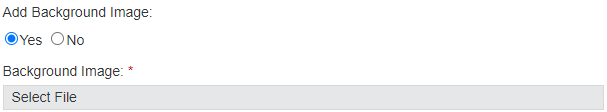 Add Background Image:
Yes No
Background Image: *
Select File